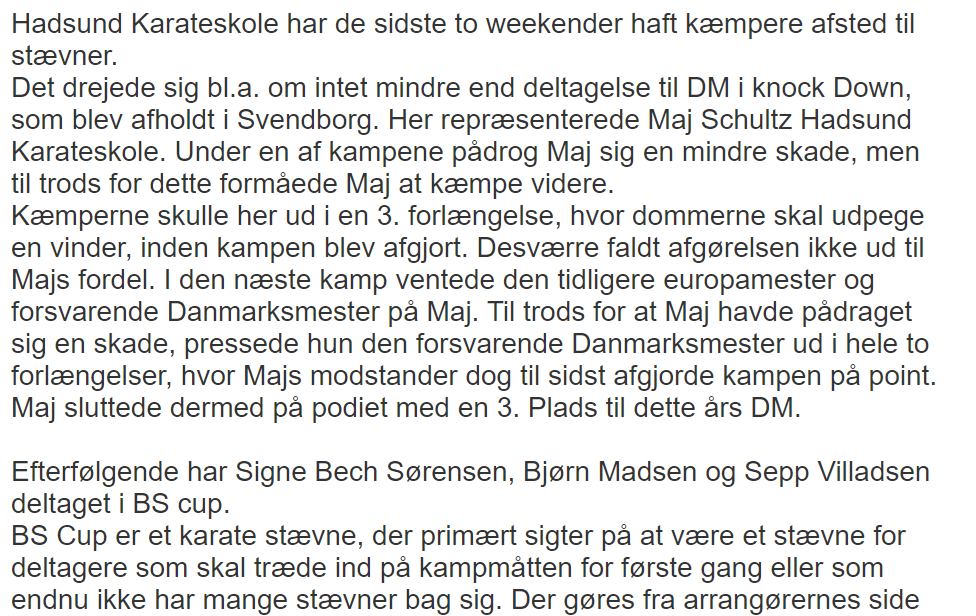 Hadsund Karateskole har de sidste to weekender haft kæmpere afsted til
stævner.
Det drejede sig bl.a. om intet mindre end deltagelse til DM i knock Down,
som blev afholdt i Svendborg. Her repræsenterede Maj Schultz Hadsund
Karateskole. Under en af kampene pådrog Maj sig en mindre skade, men
til trods for dette formåede Maj at kæmpe videre.
Kæmperne skulle her ud i en 3. forlængelse, hvor dommerne skal udpege
en vinder, inden kampen blev afgjort. Desværre faldt afgørelsen ikke ud til
Majs fordel. I den næste kamp ventede den tidligere europamester og
forsvarende Danmarksmester på Maj. Til trods for at Maj havde pådraget
sig en skade, pressede hun den forsvarende Danmarksmester ud i hele to
forlængelser, hvor Majs modstander dog til sidst afgjorde kampen på point.
Maj sluttede dermed på podiet med en 3. Plads til dette års DM.
Efterfølgende har Signe Bech Sørensen, Bjørn Madsen og Sepp Villadsen
deltaget i BS cup.
BS Cup er et karate stævne, der primært sigter på at være et stævne for
deltagere som skal træde ind på kampmåtten for første gang eller som
endnu ikke har mange stævner bag sig. Der gøres fra arrangørernes side